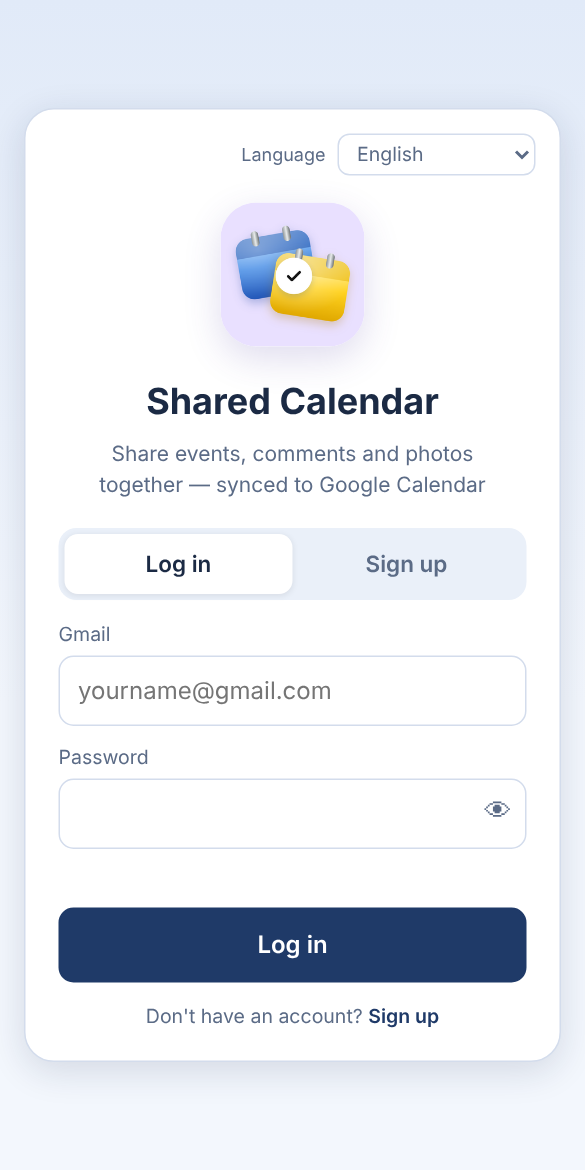 Language English
Shared Calendar
Share events, comments and photos
together — synced to Google Calendar
Log in Sign up
Gmail
yourname@gmail.com
Password
Log in
Don't have an account? Sign up